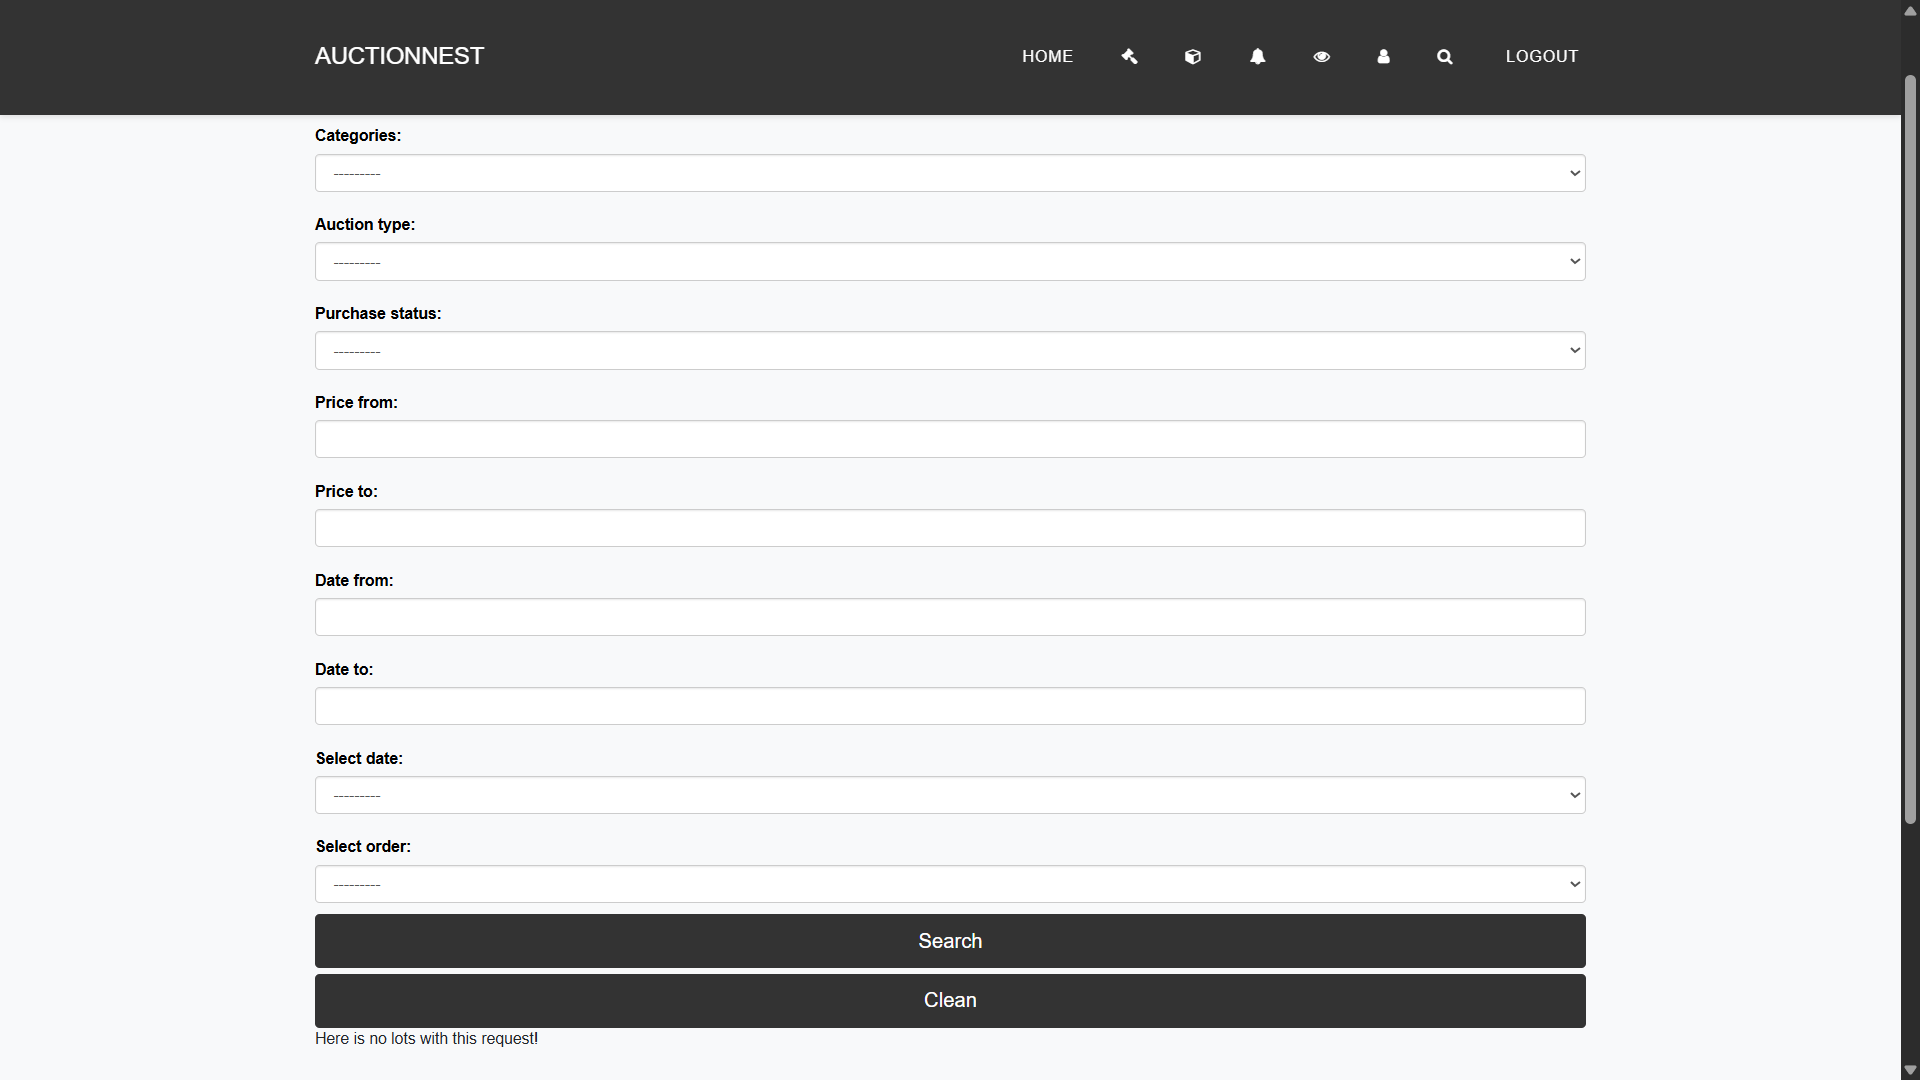 AUCTIONNEST
HOME
LOGOUT
Categories:
---------
Auction type:
---------
Purchase status:
---------
Price from:
Price to:
Date from:
Date to:
Select date:
---------
Select order:
---------
Search
Clean
Here is no lots with this request!